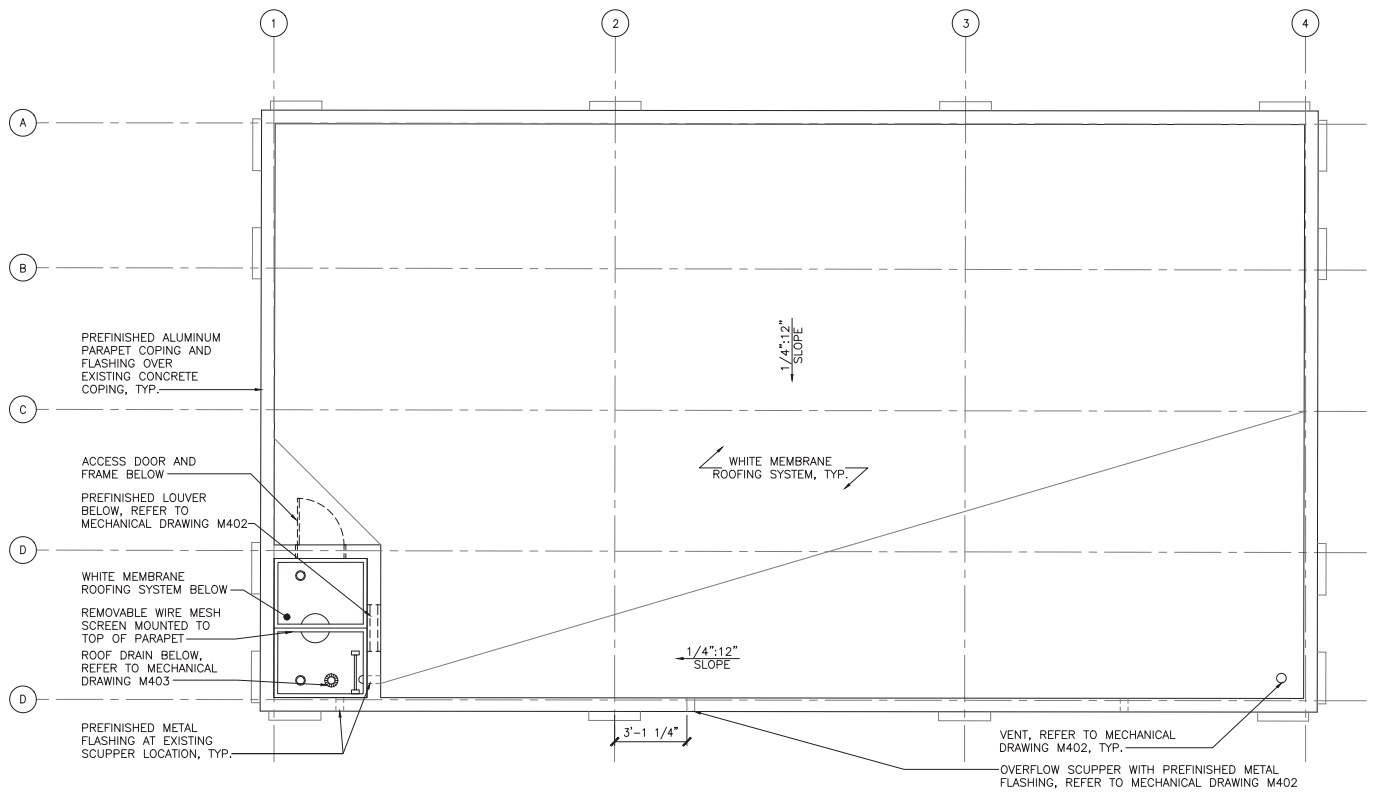 1
2
3
4
A
B
C
D
D
PREFINISHED ALUMINUM
PARAPET COPING AND
FLASHING OVER
EXISTING CONCRETE
COPING, TYP.
1/4":12"
SLOPE
ACCESS DOOR AND
FRAME BELOW
WHITE MEMBRANE
ROOFING SYSTEM, TYP.
PREFINISHED LOUVER
BELOW, REFER TO
MECHANICAL DRAWING M402
WHITE MEMBRANE
ROOFING SYSTEM BELOW
REMOVABLE WIRE MESH
SCREEN MOUNTED TO
TOP OF PARAPET
ROOF DRAIN BELOW,
REFER TO MECHANICAL
DRAWING M403
1/4":12"
SLOPE
PREFINISHED METAL
FLASHING AT EXISTING
SCUPPER LOCATION, TYP.
3'-1 1/4"
VENT, REFER TO MECHANICAL
DRAWING M402, TYP.
OVERFLOW SCUPPER WITH PREFINISHED METAL
FLASHING, REFER TO MECHANICAL DRAWING M402